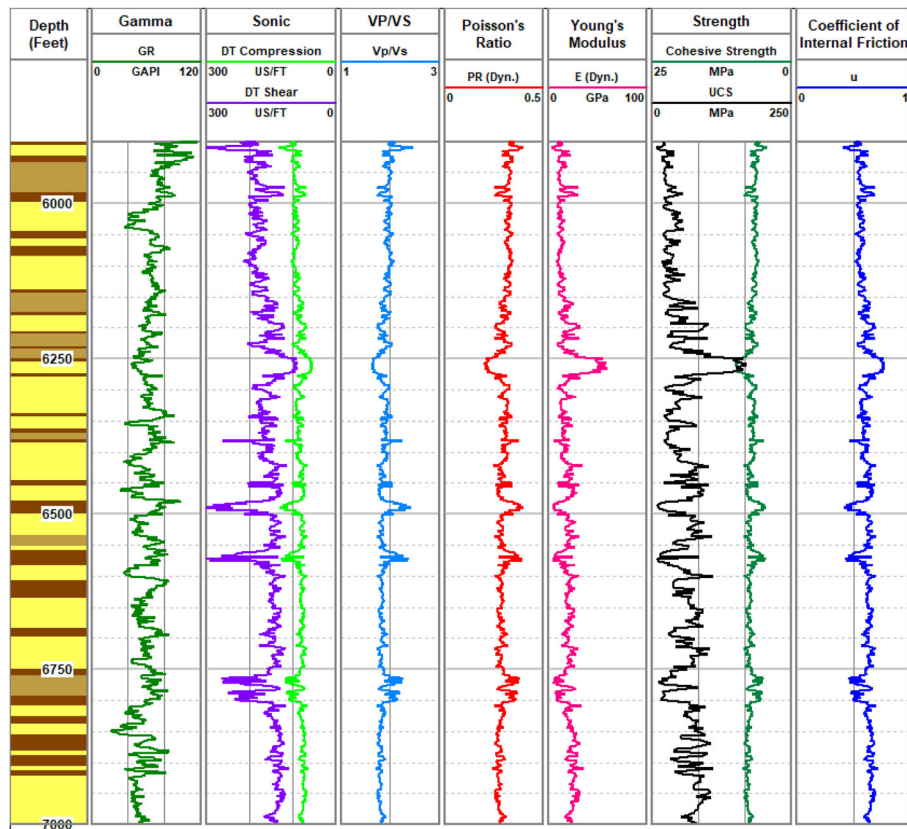 Depth
(Feet)
Gamma
GR
0 GAPI 120
Sonic
DT Compression
300 US/FT 0
DT Shear
300 US/FT 0
VP/VS
Vp/Vs
1 3
Poisson's
Ratio
PR (Dyn.)
0 0.5
Young's
Modulus
E (Dyn.)
0 GPa 100
Strength
Cohesive Strength
25 MPa 0
UCS
0 MPa 250
Coefficient of
Internal Friction
u
0 1
6000
6250
6500
6750
7000